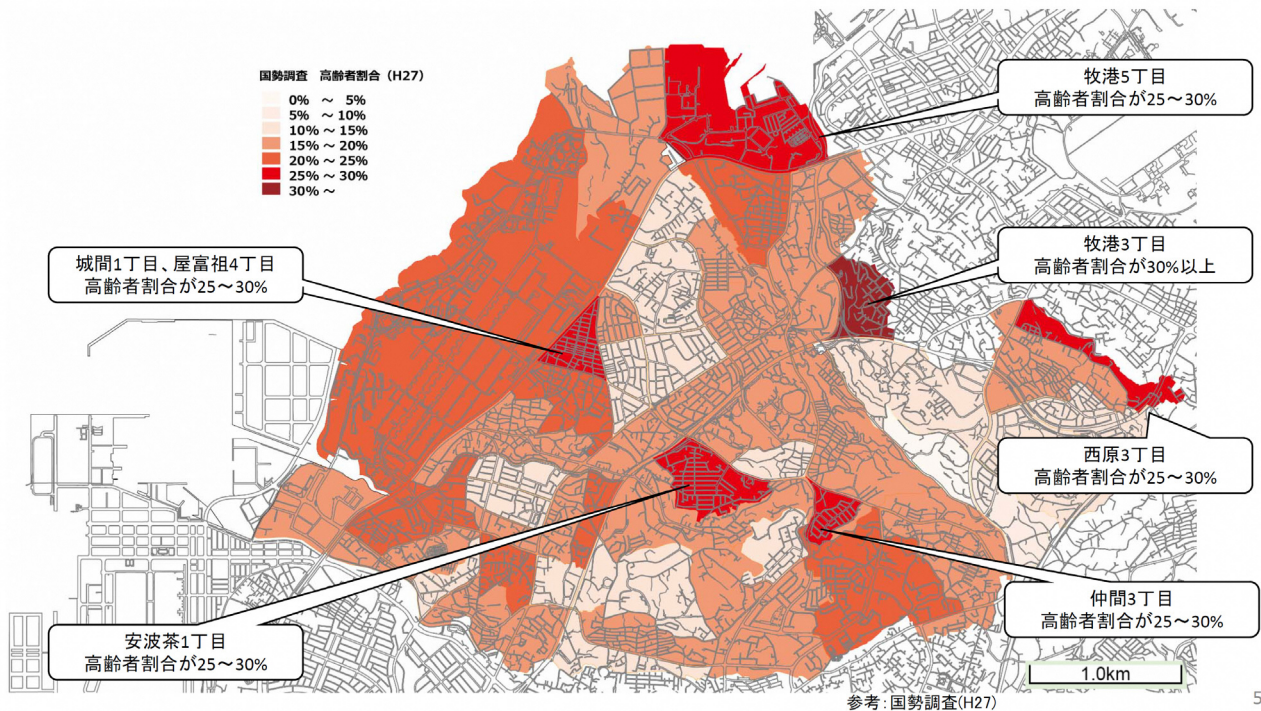 国勢調査 高齢者割合（H27）
0% ～ 5%
5% ～10%
10%～15%
15%～20%
20%～25%
25%～30%
30%～
牧港5丁目
高齢者割合が25～30%
城間1丁目、屋富祖4丁目
高齢者割合が25～30%
牧港3丁目
高齢者割合が30%以上
西原3丁目
高齢者割合が25～30%
仲間3丁目
高齢者割合が25～30%
安波茶1丁目
高齢者割合が25～30%
1.0km
参考：国勢調査(H27)
5